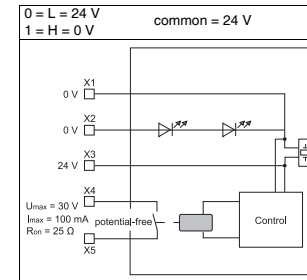 0 = L = 24 V
1 = H = 0 V
common = 24 V
X1
0 V
X2
0 V
X3
24 V
X4
Umax = 30 V
Imax = 100 mA
Ron = 25 Ω
potential-free
Control
X5